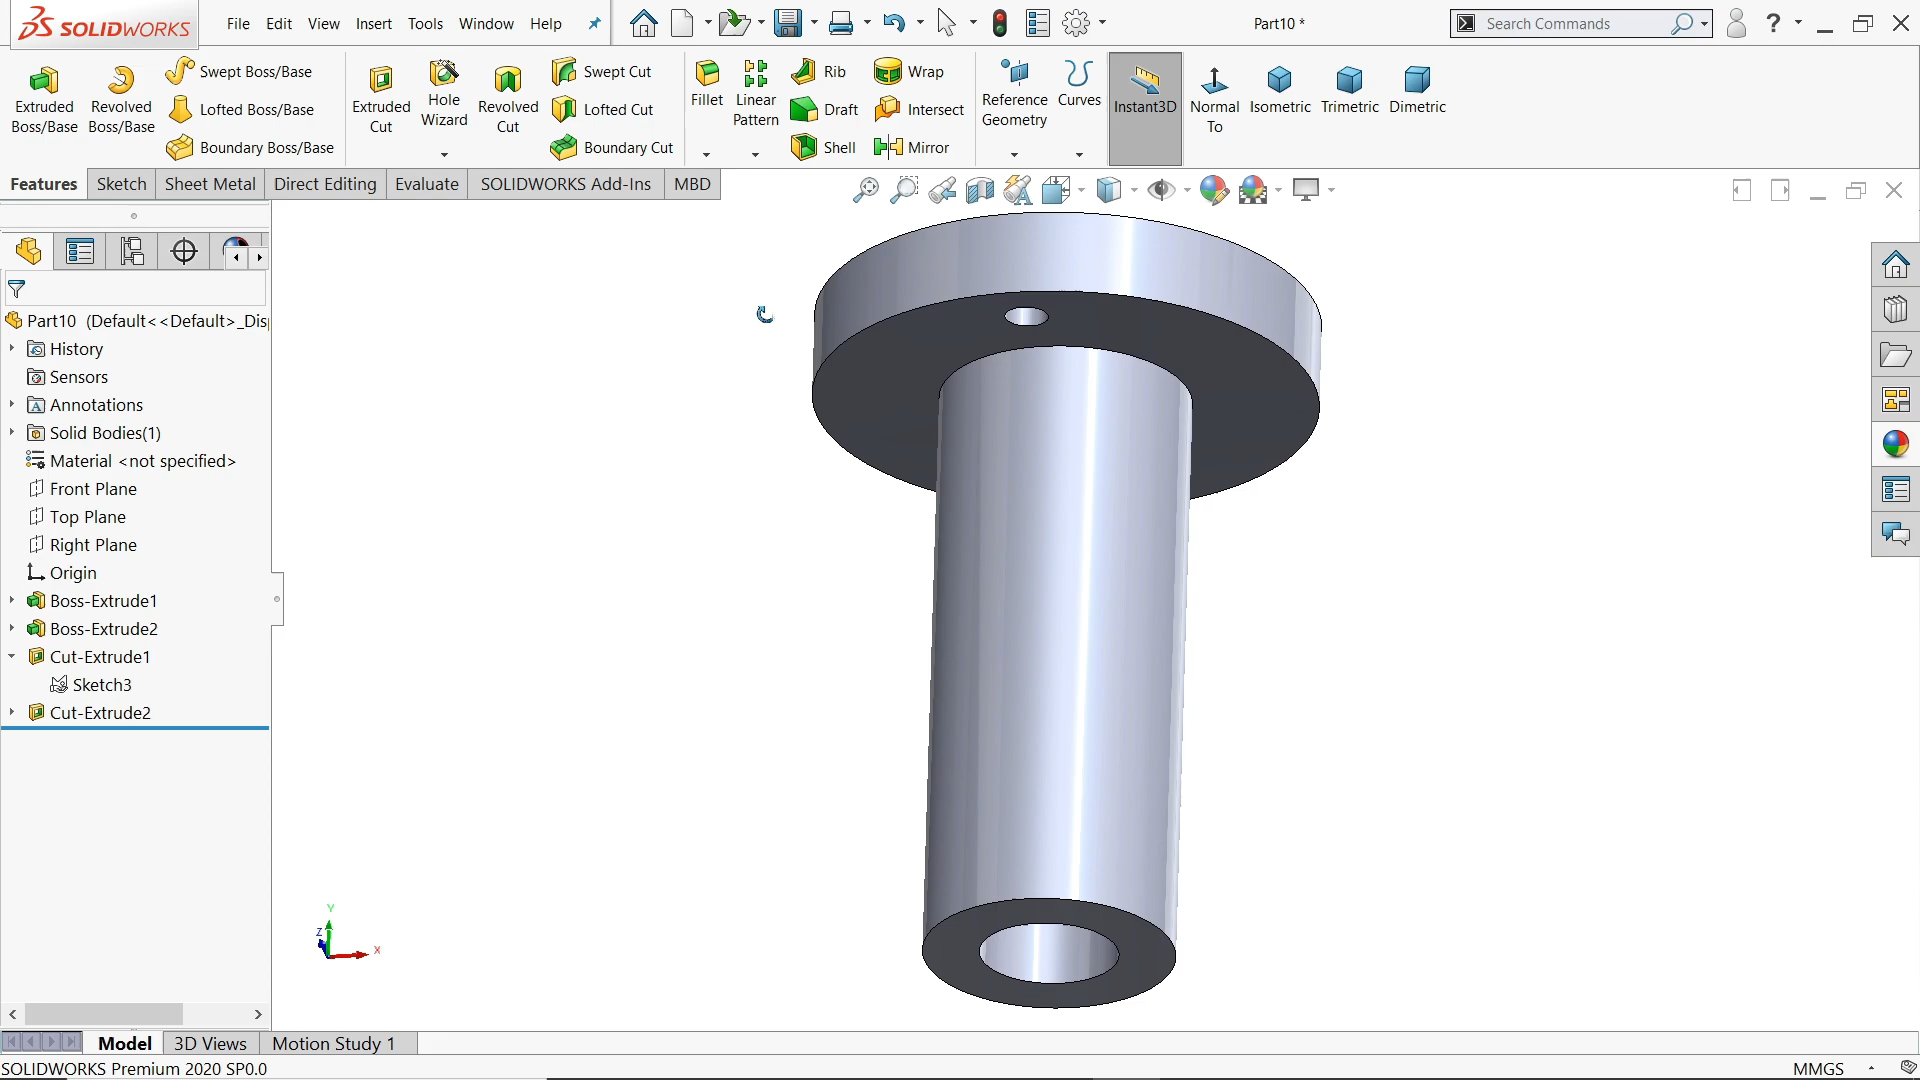 SOLIDWORKS
File Edit View Insert Tools Window Help
Part10 *
Search Commands
?
Extruded Boss/Base
Revolved Boss/Base
Swept Boss/Base
Lofted Boss/Base
Boundary Boss/Base
Extruded Cut
Hole Wizard
Revolved Cut
Swept Cut
Lofted Cut
Boundary Cut
Fillet
Linear Pattern
Rib
Draft
Shell
Wrap
Intersect
Mirror
Reference Geometry
Curves
Instant3D
Normal To
Isometric
Trimetric
Dimetric
Features Sketch Sheet Metal Direct Editing Evaluate SOLIDWORKS Add-Ins MBD
Part10 (Default<<Default>_Dis
History
Sensors
Annotations
Solid Bodies(1)
Material <not specified>
Front Plane
Top Plane
Right Plane
Origin
Boss-Extrude1
Boss-Extrude2
Cut-Extrude1
Sketch3
Cut-Extrude2
Y
Z
X
Model 3D Views Motion Study 1
SOLIDWORKS Premium 2020 SP0.0
MMGS